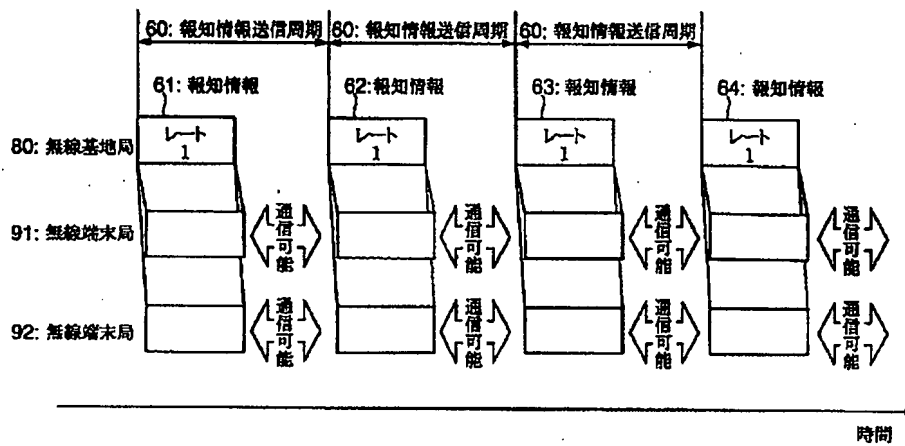 60: 報知情報送信周期 60: 報知情報送信周期 60: 報知情報送信周期
61: 報知情報 62: 報知情報 63: 報知情報 64: 報知情報
80: 無線基地局 レート1 レート1 レート1 レート1
91: 無線端末局 通信可能 通信可能 通信可能 通信可能
92: 無線端末局 通信可能 通信可能 通信可能 通信可能
時間